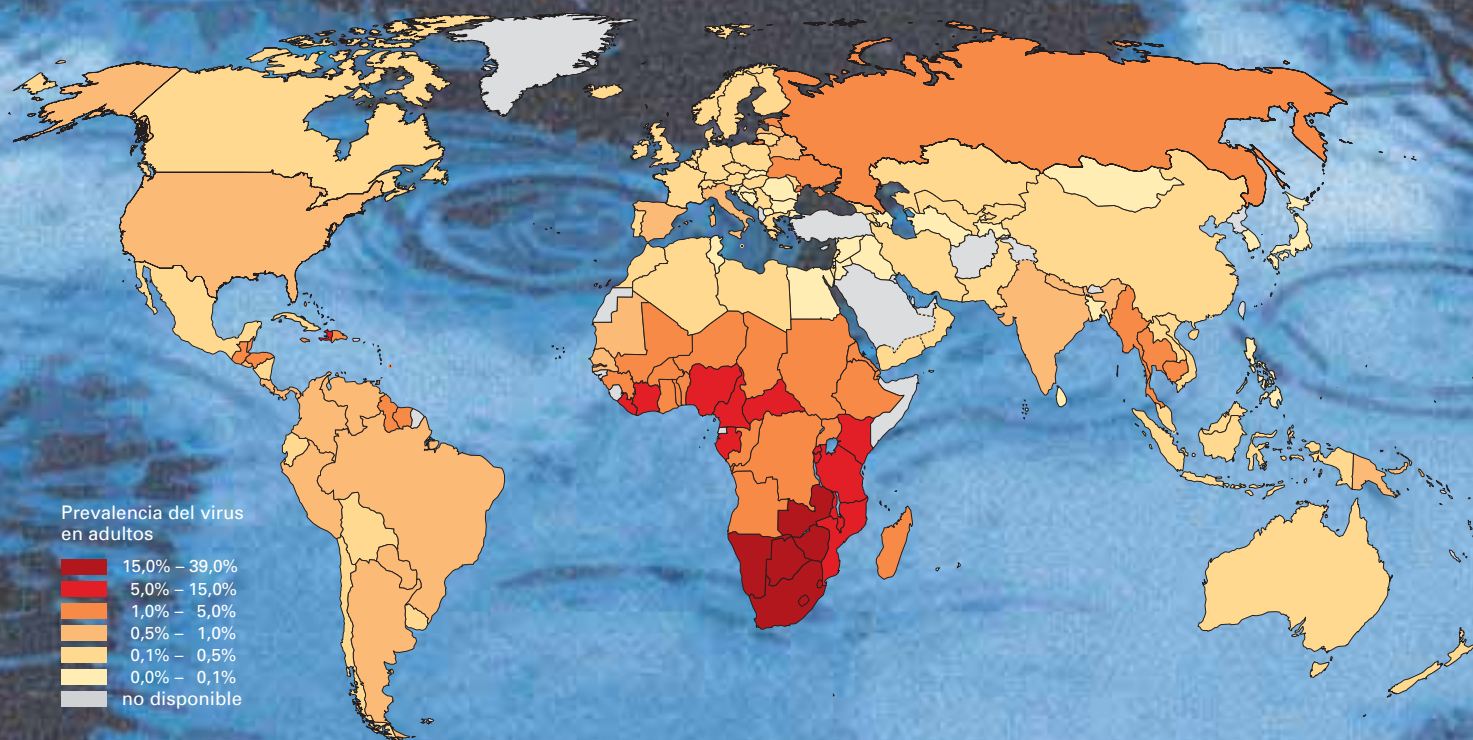 Prevalencia del virus
en adultos
15,0% – 39,0%
5,0% – 15,0%
1,0% – 5,0%
0,5% – 1,0%
0,1% – 0,5%
0,0% – 0,1%
no disponible